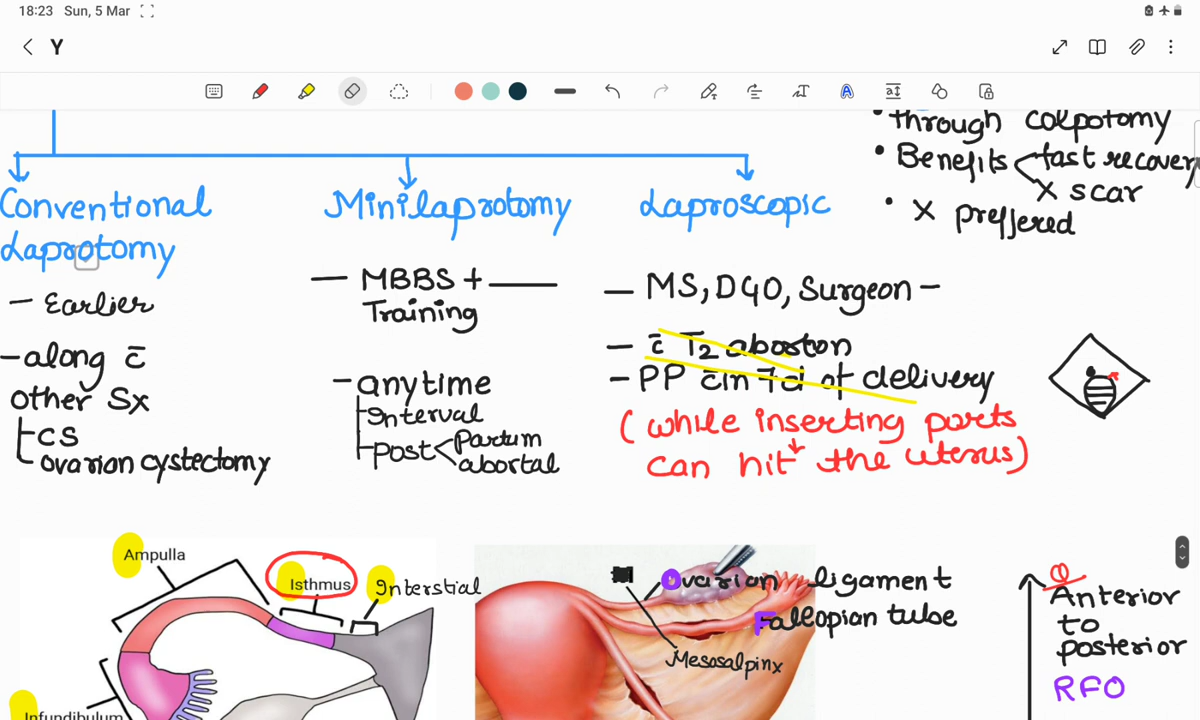 18:23 Sun, 5 Mar
Y
• through colpotomy
• Benefits fast recover
X scar
• X preffered
Conventional
Laprotomy
– Earlier
– along c̄
other Sx
CS
ovarian cystectomy
Minilaprotomy
– MBBS + ——
Training
– anytime
Interval
Post Partum
abortal
Laproscopic
– MS, DGO, Surgeon –
– c̄ T2 abortion
– PP c̄in 7d of delivery
(while inserting ports
can hit the uterus)
Ampulla
Isthmus
Interstial
Infundibulum
Ovarian ligament
Fallopian tube
Mesosalpinx
Anterior
to
posterior
RFO